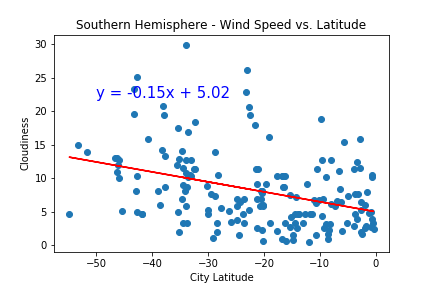 Southern Hemisphere - Wind Speed vs. Latitude
30
25
y = -0.15x + 5.02
20
15
10
5
0
Cloudiness
−50 −40 −30 −20 −10 0
City Latitude